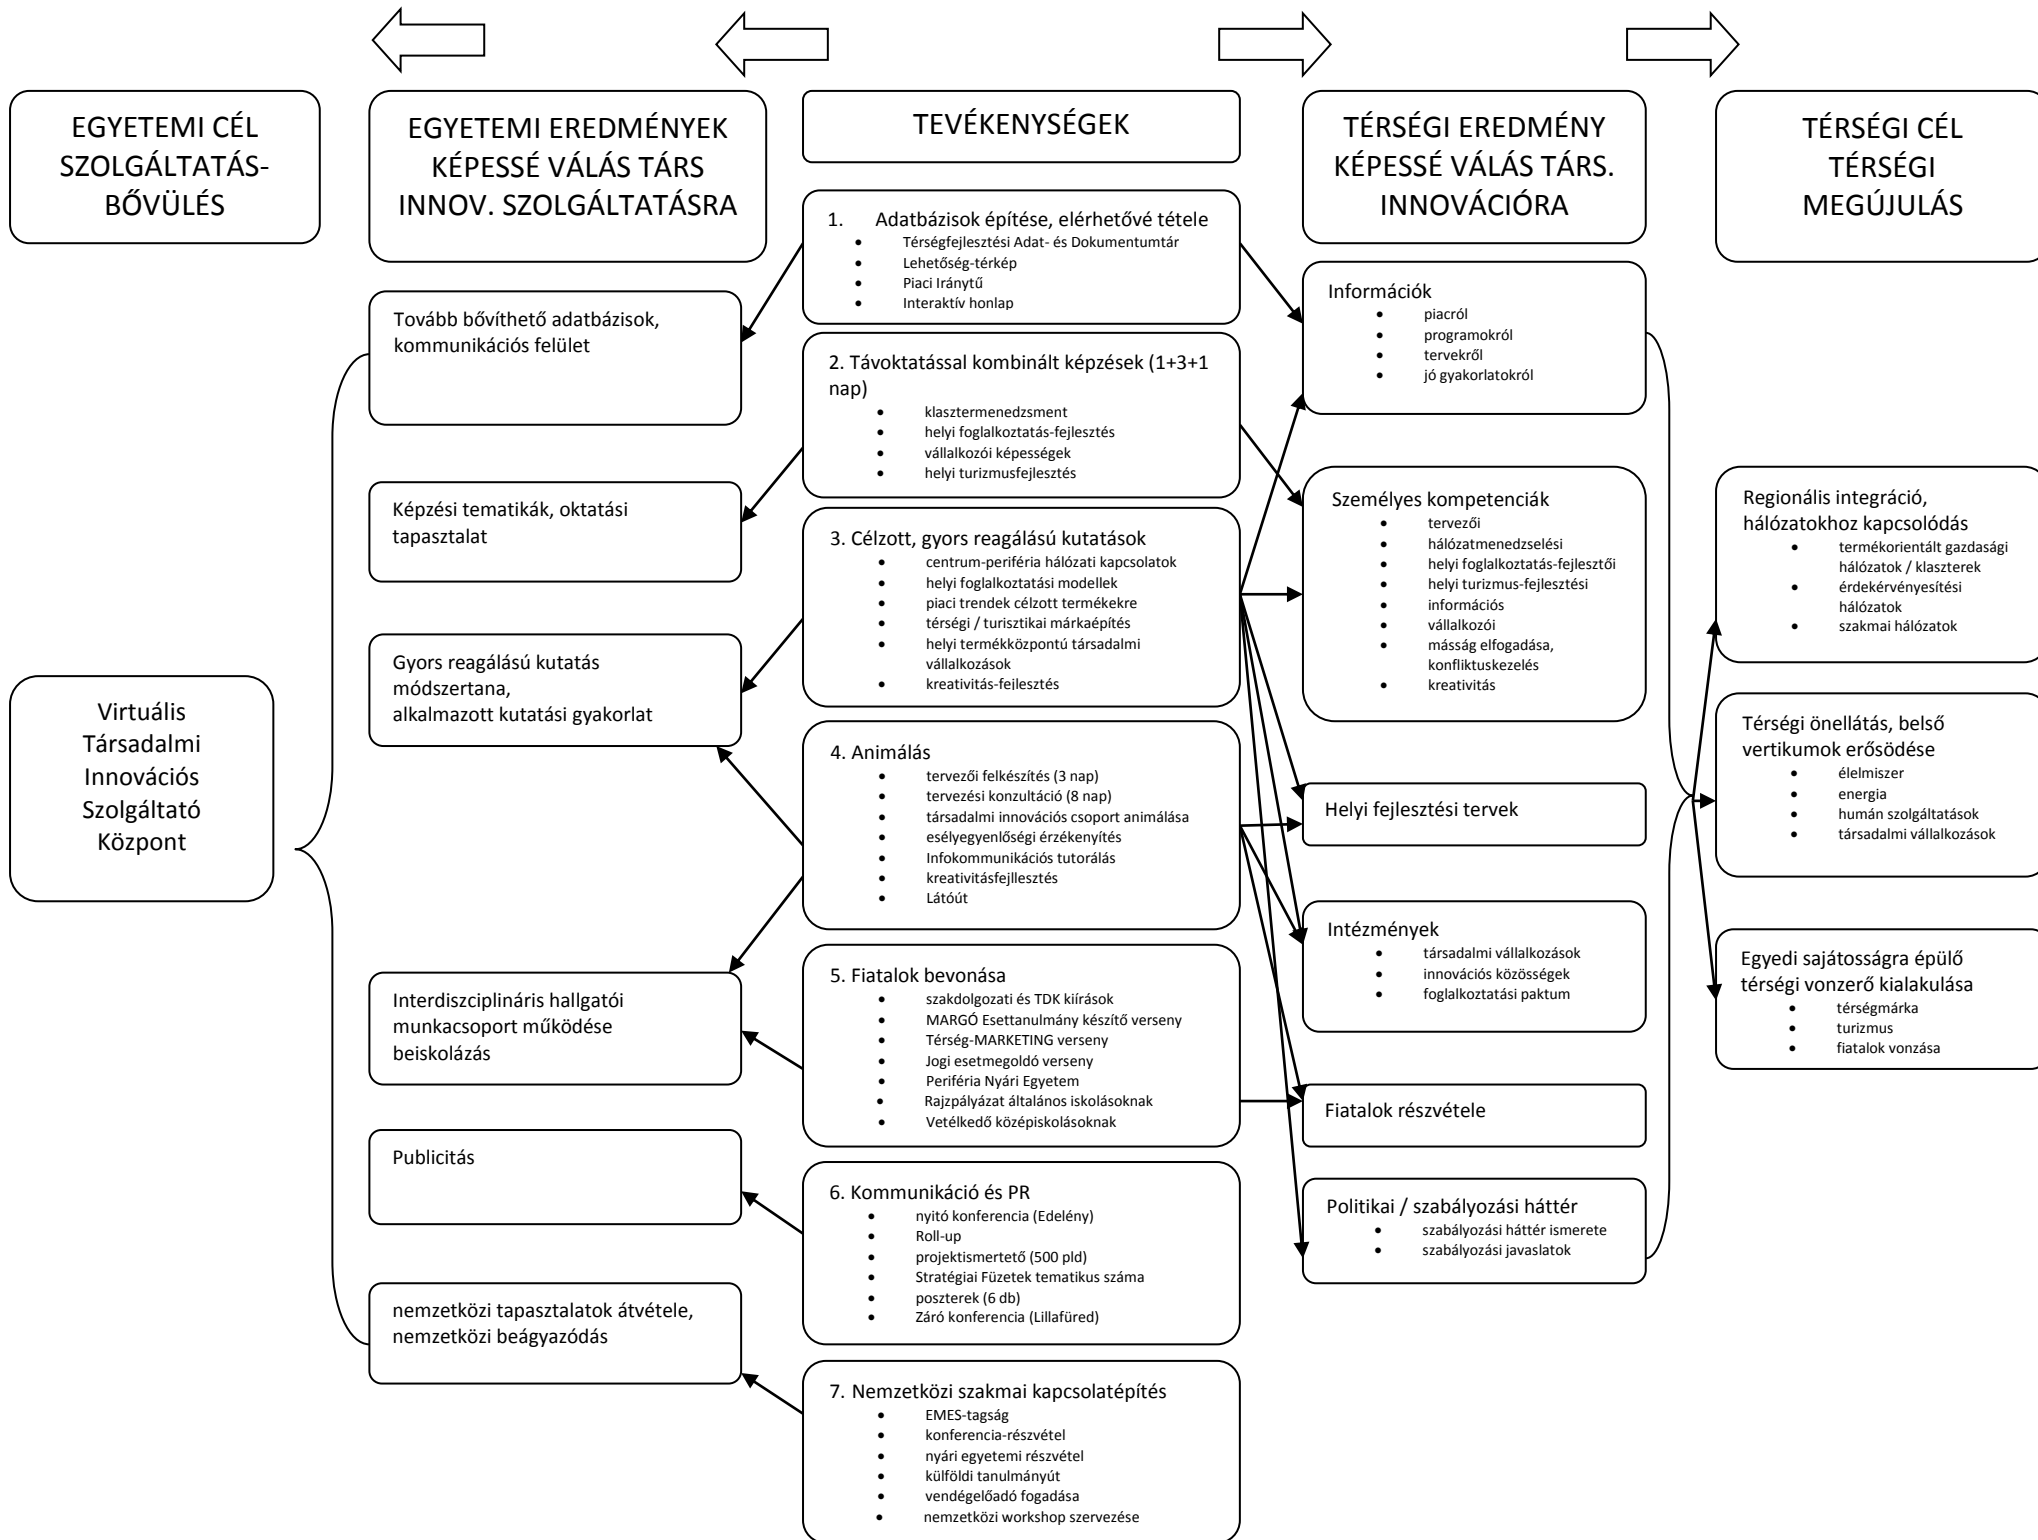 EGYETEMI CÉL
SZOLGÁLTATÁS-
BŐVÜLÉS
EGYETEMI EREDMÉNYEK
KÉPESSÉ VÁLÁS TÁRS
INNOV. SZOLGÁLTATÁSRA
TEVÉKENYSÉGEK
TÉRSÉGI EREDMÉNY
KÉPESSÉ VÁLÁS TÁRS.
INNOVÁCIÓRA
TÉRSÉGI CÉL
TÉRSÉGI
MEGÚJULÁS
Virtuális
Társadalmi
Innovációs
Szolgáltató
Központ
Tovább bővíthető adatbázisok,
kommunikációs felület
Képzési tematikák, oktatási
tapasztalat
Gyors reagálású kutatás
módszertana,
alkalmazott kutatási gyakorlat
Interdiszciplináris hallgatói
munkacsoport működése
beiskolázás
Publicitás
nemzetközi tapasztalatok átvétele,
nemzetközi beágyazódás
1. Adatbázisok építése, elérhetővé tétele
• Térségfejlesztési Adat- és Dokumentumtár
• Lehetőség-térkép
• Piaci Iránytű
• Interaktív honlap
2. Távoktatással kombinált képzések (1+3+1
nap)
• klasztermenedzsment
• helyi foglalkoztatás-fejlesztés
• vállalkozói képességek
• helyi turizmusfejlesztés
3. Célzott, gyors reagálású kutatások
• centrum-periféria hálózati kapcsolatok
• helyi foglalkoztatási modellek
• piaci trendek célzott termékekre
• térségi / turisztikai márkaépítés
• helyi termékközpontú társadalmi
vállalkozások
• kreativitás-fejlesztés
4. Animálás
• tervezői felkészítés (3 nap)
• tervezési konzultáció (8 nap)
• társadalmi innovációs csoport animálása
• esélyegyenlőségi érzékenyítés
• Infokommunikációs tutorálás
• kreativitásfejllesztés
• Látóút
5. Fiatalok bevonása
• szakdolgozati és TDK kiírások
• MARGÓ Esettanulmány készítő verseny
• Térség-MARKETING verseny
• Jogi esetmegoldó verseny
• Periféria Nyári Egyetem
• Rajzpályázat általános iskolásoknak
• Vetélkedő középiskolásoknak
6. Kommunikáció és PR
• nyitó konferencia (Edelény)
• Roll-up
• projektismertető (500 pld)
• Stratégiai Füzetek tematikus száma
• poszterek (6 db)
• Záró konferencia (Lillafüred)
7. Nemzetközi szakmai kapcsolatépítés
• EMES-tagság
• konferencia-részvétel
• nyári egyetemi részvétel
• külföldi tanulmányút
• vendégelőadó fogadása
• nemzetközi workshop szervezése
Információk
• piacról
• programokról
• tervekről
• jó gyakorlatokról
Személyes kompetenciák
• tervezői
• hálózatmenedzselési
• helyi foglalkoztatás-fejlesztői
• helyi turizmus-fejlesztési
• információs
• vállalkozói
• másság elfogadása,
konfliktuskezelés
• kreativitás
Helyi fejlesztési tervek
Intézmények
• társadalmi vállalkozások
• innovációs közösségek
• foglalkoztatási paktum
Fiatalok részvétele
Politikai / szabályozási háttér
• szabályozási háttér ismerete
• szabályozási javaslatok
Regionális integráció,
hálózatokhoz kapcsolódás
• termékorientált gazdasági
hálózatok / klaszterek
• érdekérvényesítési
hálózatok
• szakmai hálózatok
Térségi önellátás, belső
vertikumok erősödése
• élelmiszer
• energia
• humán szolgáltatások
• társadalmi vállalkozások
Egyedi sajátosságra épülő
térségi vonzerő kialakulása
• térségmárka
• turizmus
• fiatalok vonzása